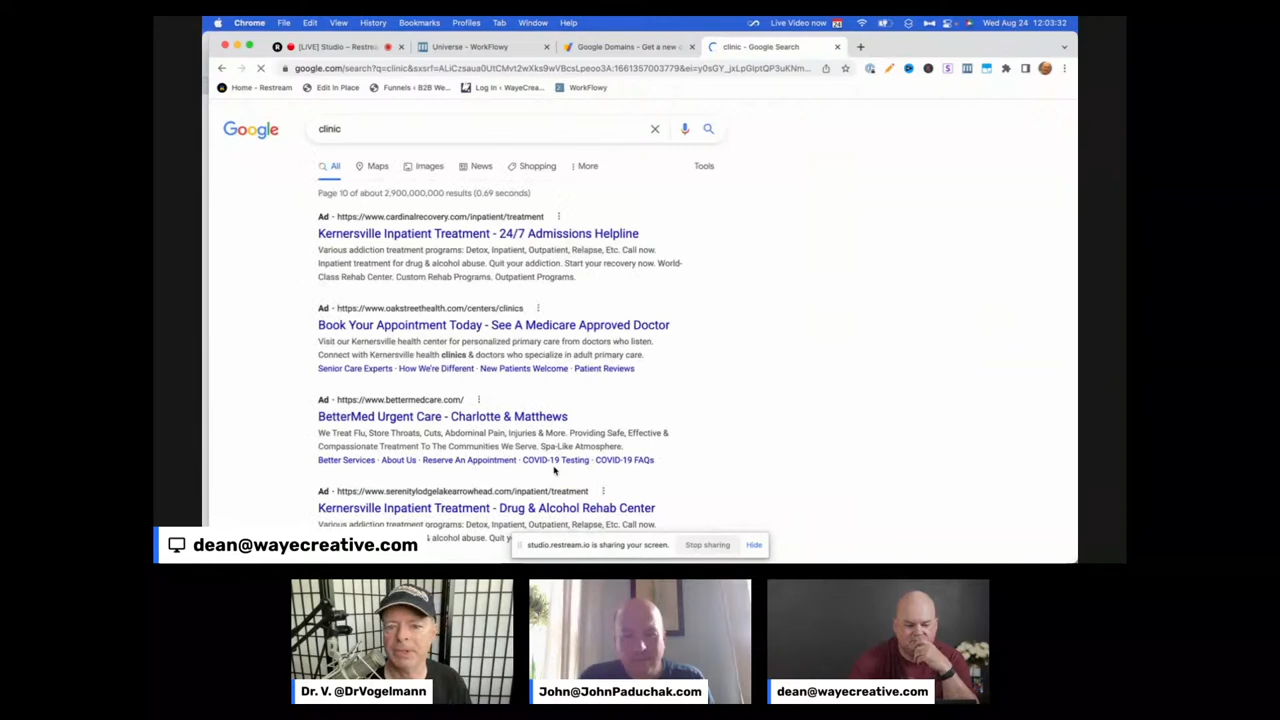 Chrome File Edit View History Bookmarks Profiles Tab Window Help Live Video now 24 Wed Aug 24 12:03:32
[LIVE] Studio – Restrea Universe - WorkFlowy Google Domains - Get a new clinic - Google Search
google.com/search?q=clinic&sxsrf=
Home - Restream Edit In Place Funnels ‹ B2B We... Log In ‹ WayeCrea... WorkFlowy
Google clinic
All Maps Images News Shopping More Tools
Page 10 of about 2,900,000,000 results (0.69 seconds)
Ad · https://www.cardinalrecovery.com/inpatient/treatment
Kernersville Inpatient Treatment - 24/7 Admissions Helpline
Various addiction treatment programs: Detox, Inpatient, Outpatient, Relapse, Etc. Call now.
Inpatient treatment for drug & alcohol abuse. Quit your addiction. Start your recovery now. World-
Class Rehab Center. Custom Rehab Programs. Outpatient Programs.
Ad · https://www.oakstreethealth.com/centers/clinics
Book Your Appointment Today - See A Medicare Approved Doctor
Visit our Kernersville health center for personalized primary care from doctors who listen.
Connect with Kernersville health clinics & doctors who specialize in adult primary care.
Senior Care Experts · How We're Different · New Patients Welcome · Patient Reviews
Ad · https://www.bettermedcare.com/
BetterMed Urgent Care - Charlotte & Matthews
We Treat Flu, Store Throats, Cuts, Abdominal Pain, Injuries & More. Providing Safe, Effective &
Compassionate Treatment To The Communities We Serve. Spa-Like Atmosphere.
Better Services · About Us · Reserve An Appointment · COVID-19 Testing · COVID-19 FAQs
Ad · https://www.serenitylodgelakearrowhead.com/inpatient/treatment
Kernersville Inpatient Treatment - Drug & Alcohol Rehab Center
Various addiction treatment programs: Detox, Inpatient, Outpatient, Relapse, Etc. Call now.
& alcohol abuse. Quit
studio.restream.io is sharing your screen. Stop sharing Hide
dean@wayecreative.com
Dr. V. @DrVogelmann
John@JohnPaduchak.com
dean@wayecreative.com